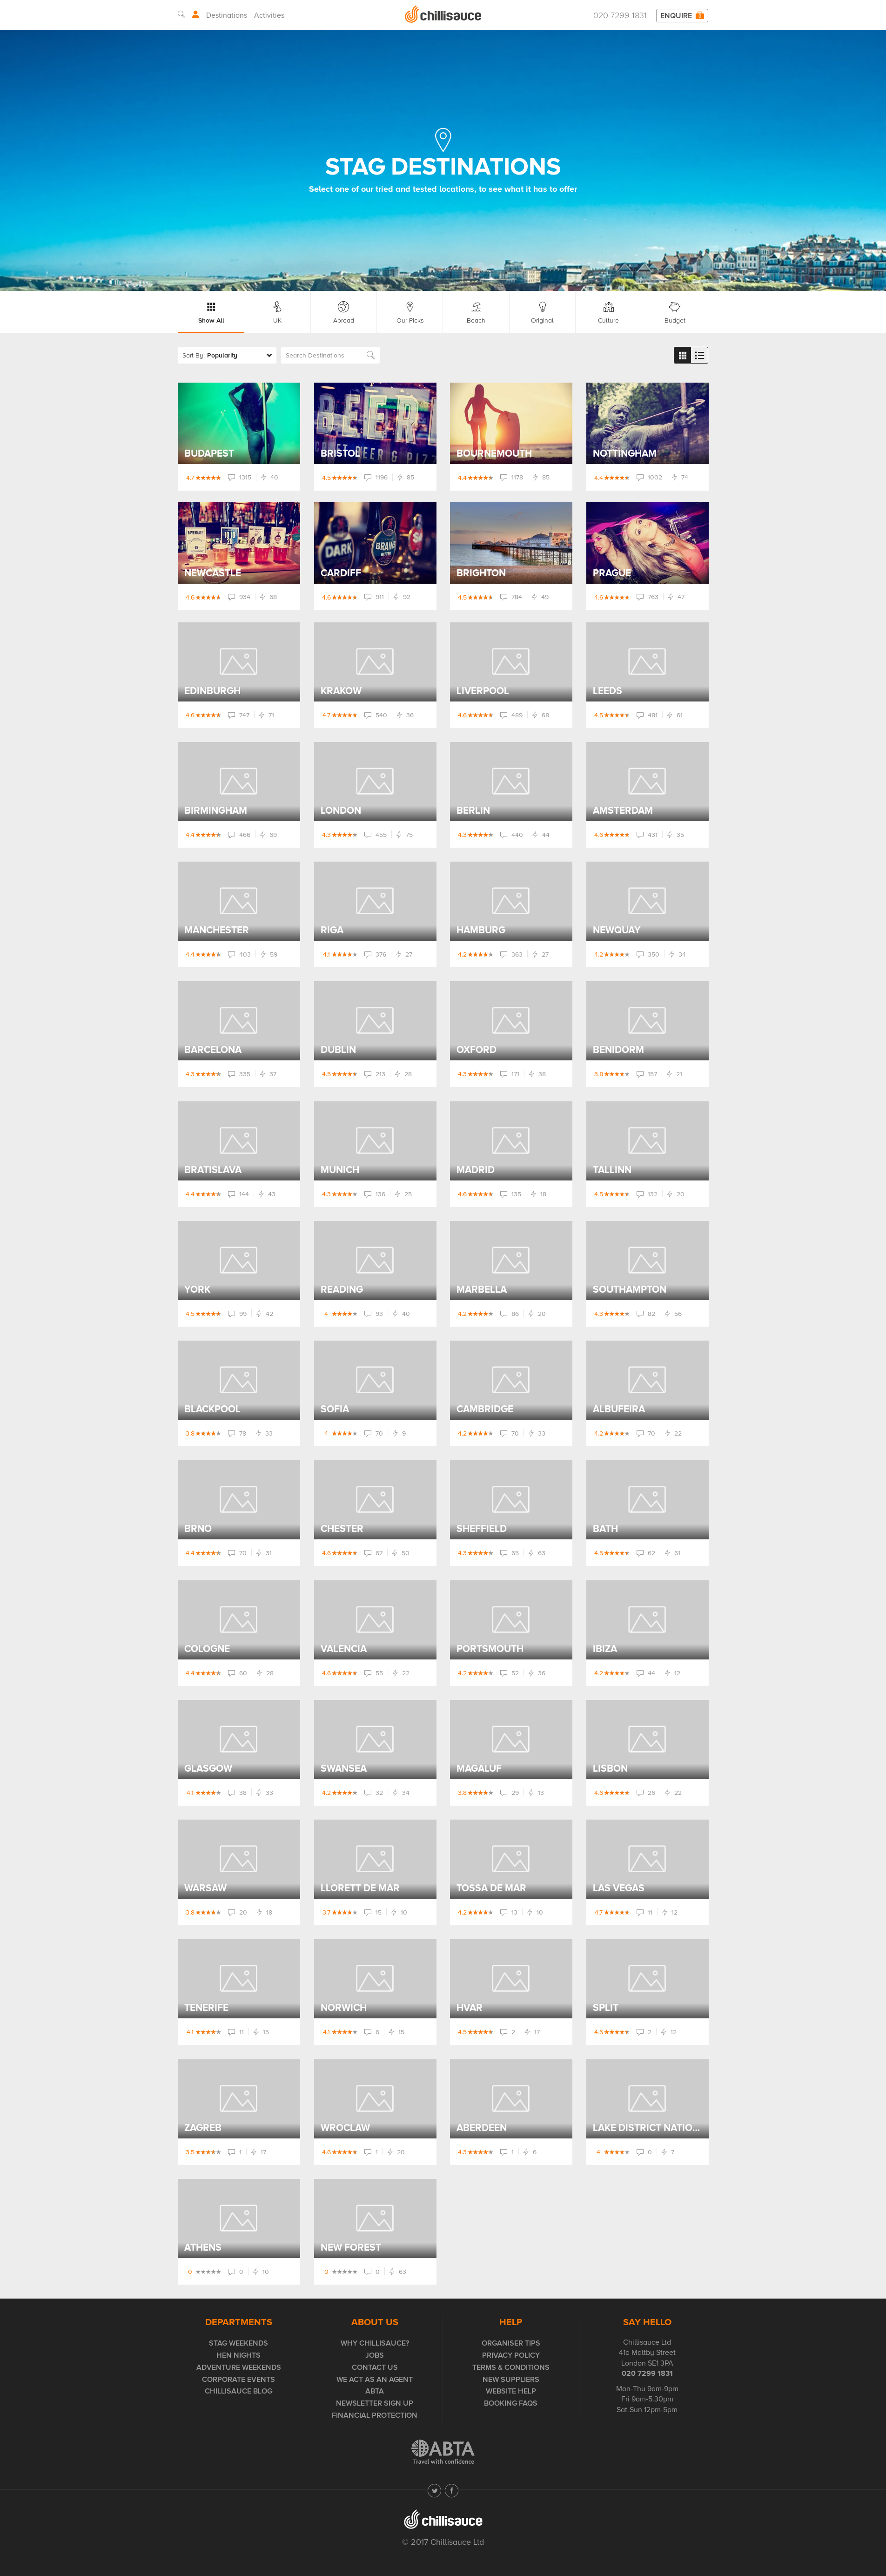 Destinations Activities
chillisauce
020 7299 1831
ENQUIRE
STAG DESTINATIONS
Select one of our tried and tested locations, to see what it has to offer
Show All UK Abroad Our Picks Beach Original Culture Budget
Sort By: Popularity
Search Destinations
BEER
BUDAPEST BRISTOL BOURNEMOUTH NOTTINGHAM
4.7 1315 40 4.5 1196 85 4.4 1178 85 4.4 1002 74
DARK BRAINS
NEWCASTLE CARDIFF BRIGHTON PRAGUE
4.6 934 68 4.6 911 92 4.5 784 49 4.6 763 47
EDINBURGH KRAKOW LIVERPOOL LEEDS
4.6 747 71 4.7 540 36 4.6 489 68 4.5 481 61
BIRMINGHAM LONDON BERLIN AMSTERDAM
4.4 466 69 4.3 455 75 4.3 440 44 4.6 431 35
MANCHESTER RIGA HAMBURG NEWQUAY
4.4 403 59 4.1 376 27 4.2 363 27 4.2 350 34
BARCELONA DUBLIN OXFORD BENIDORM
4.3 335 37 4.5 213 28 4.3 171 38 3.8 157 21
BRATISLAVA MUNICH MADRID TALLINN
4.4 144 43 4.3 136 25 4.6 135 18 4.5 132 20
YORK READING MARBELLA SOUTHAMPTON
4.5 99 42 4 93 40 4.2 86 20 4.3 82 56
BLACKPOOL SOFIA CAMBRIDGE ALBUFEIRA
3.8 78 33 4 70 9 4.2 70 33 4.2 70 22
BRNO CHESTER SHEFFIELD BATH
4.4 70 31 4.6 67 50 4.3 65 63 4.5 62 61
COLOGNE VALENCIA PORTSMOUTH IBIZA
4.4 60 28 4.6 55 22 4.2 52 36 4.2 44 12
GLASGOW SWANSEA MAGALUF LISBON
4.1 38 33 4.2 32 34 3.8 29 13 4.6 26 22
WARSAW LLORETT DE MAR TOSSA DE MAR LAS VEGAS
3.8 20 18 3.7 15 10 4.2 13 10 4.7 11 12
TENERIFE NORWICH HVAR SPLIT
4.1 11 15 4.1 6 15 4.5 2 17 4.5 2 12
ZAGREB WROCLAW ABERDEEN LAKE DISTRICT NATIO...
3.5 1 17 4.6 1 20 4.3 1 6 4 0 7
ATHENS NEW FOREST
0 0 10 0 0 63
DEPARTMENTS
STAG WEEKENDS
HEN NIGHTS
ADVENTURE WEEKENDS
CORPORATE EVENTS
CHILLISAUCE BLOG
ABOUT US
WHY CHILLISAUCE?
JOBS
CONTACT US
WE ACT AS AN AGENT
ABTA
NEWSLETTER SIGN UP
FINANCIAL PROTECTION
HELP
ORGANISER TIPS
PRIVACY POLICY
TERMS & CONDITIONS
NEW SUPPLIERS
WEBSITE HELP
BOOKING FAQS
SAY HELLO
Chillisauce Ltd
41a Maltby Street
London SE1 3PA
020 7299 1831
Mon-Thu 9am-9pm
Fri 9am-5.30pm
Sat-Sun 12pm-5pm
ABTA
Travel with confidence
chillisauce
© 2017 Chillisauce Ltd